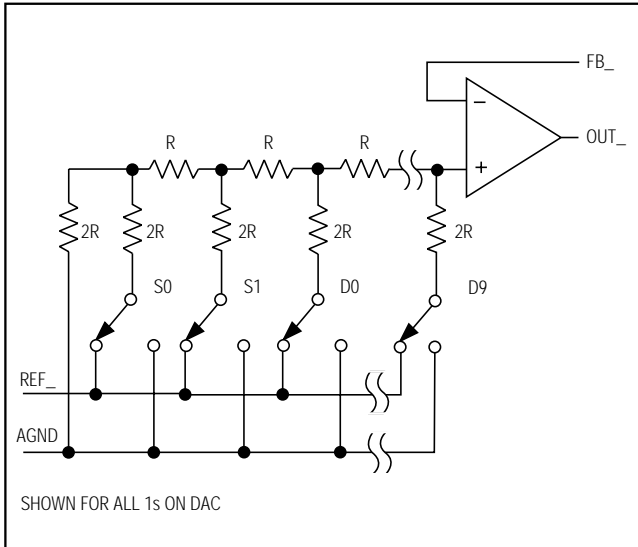 FB_
OUT_
−
+
R R R
2R 2R 2R 2R 2R
S0 S1 D0 D9
REF_
AGND
SHOWN FOR ALL 1s ON DAC